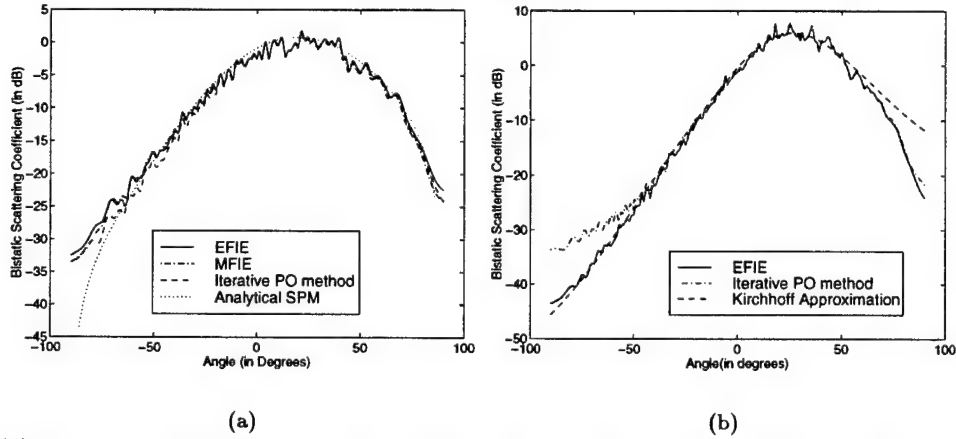 5
0
−5
−10
−15
−20
−25
−30
−35
−40
−45
−100
−50
0
50
100
Bistatic Scattering Coefficient (in dB)
Angle (in Degrees)
EFIE
MFIE
Iterative PO method
Analytical SPM
(a)
10
0
−10
−20
−30
−40
−50
−100
−50
0
50
100
Bistatic Scattering Coefficient (in dB)
Angle(in degrees)
EFIE
Iterative PO method
Kirchhoff Approximation
(b)